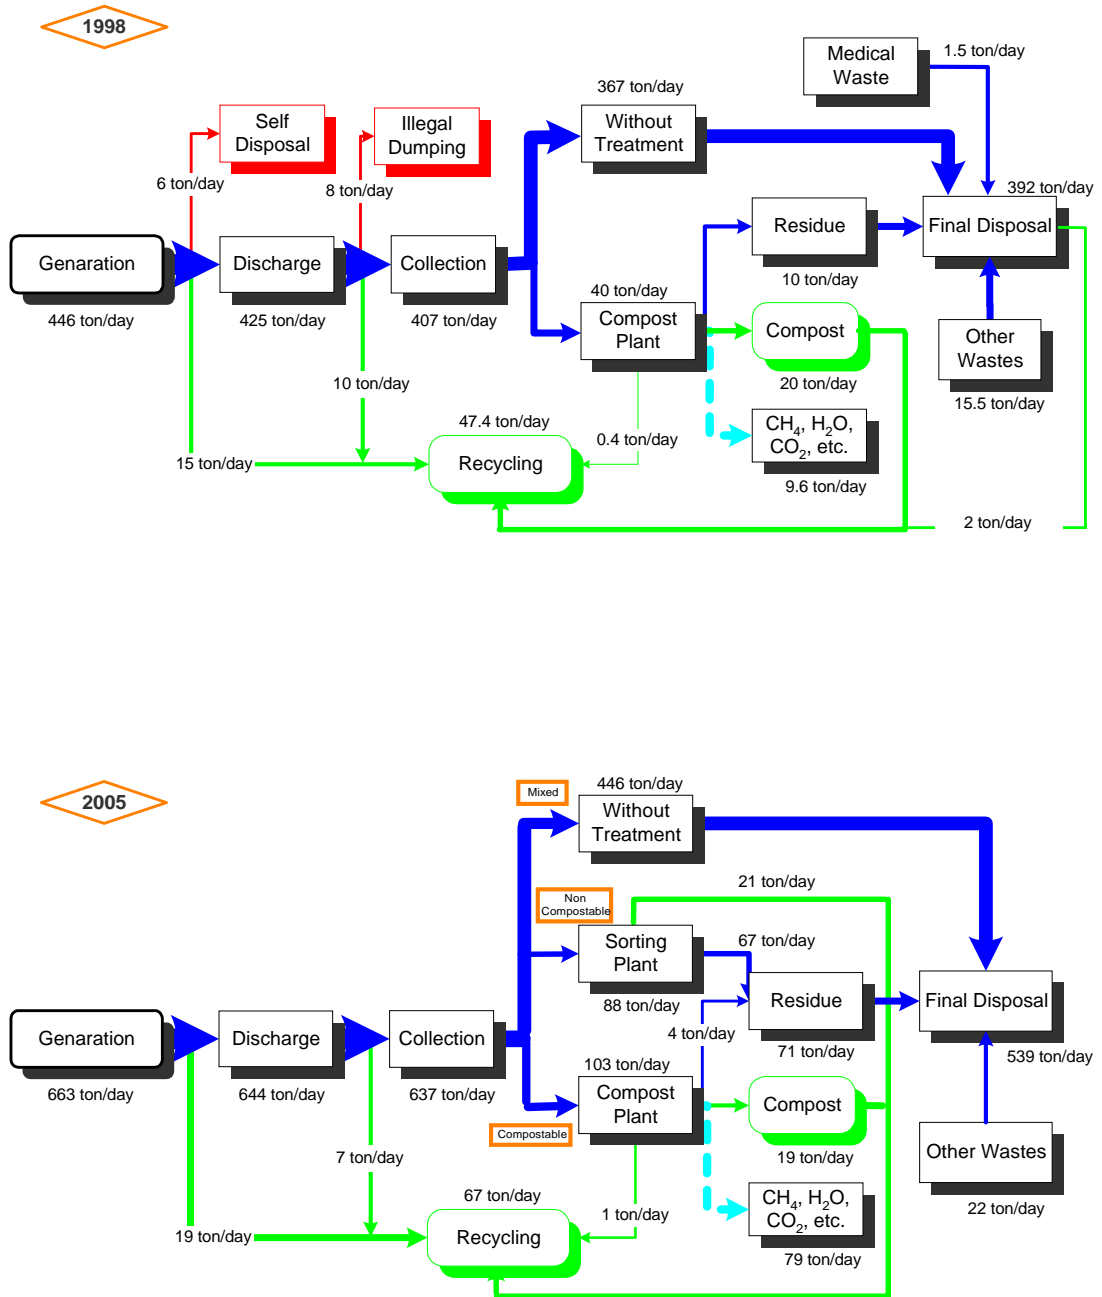 1998
Medical
Waste
1.5 ton/day
367 ton/day
Without
Treatment
Self
Disposal
Illegal
Dumping
6 ton/day
8 ton/day
392 ton/day
Genaration
446 ton/day
Discharge
425 ton/day
Collection
407 ton/day
Residue
10 ton/day
Final Disposal
40 ton/day
Compost
Plant
Compost
20 ton/day
Other
Wastes
15.5 ton/day
10 ton/day
47.4 ton/day
Recycling
15 ton/day
0.4 ton/day
CH4, H2O,
CO2, etc.
9.6 ton/day
2 ton/day
2005
Mixed
446 ton/day
Without
Treatment
Non
Compostable
21 ton/day
Sorting
Plant
88 ton/day
67 ton/day
Genaration
663 ton/day
Discharge
644 ton/day
Collection
637 ton/day
Residue
71 ton/day
4 ton/day
Final Disposal
539 ton/day
103 ton/day
Compost
Plant
Compostable
Compost
19 ton/day
Other Wastes
22 ton/day
7 ton/day
67 ton/day
Recycling
19 ton/day
1 ton/day
CH4, H2O,
CO2, etc.
79 ton/day